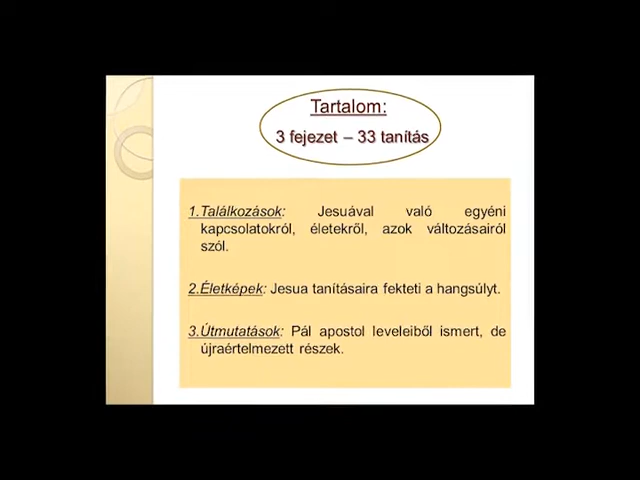 Tartalom:
3 fejezet – 33 tanítás
1.Találkozások: Jesuával való egyéni
kapcsolatokról, életekről, azok változásairól
szól.
2.Életképek: Jesua tanításaira fekteti a hangsúlyt.
3.Útmutatások: Pál apostol leveleiből ismert, de
újraértelmezett részek.